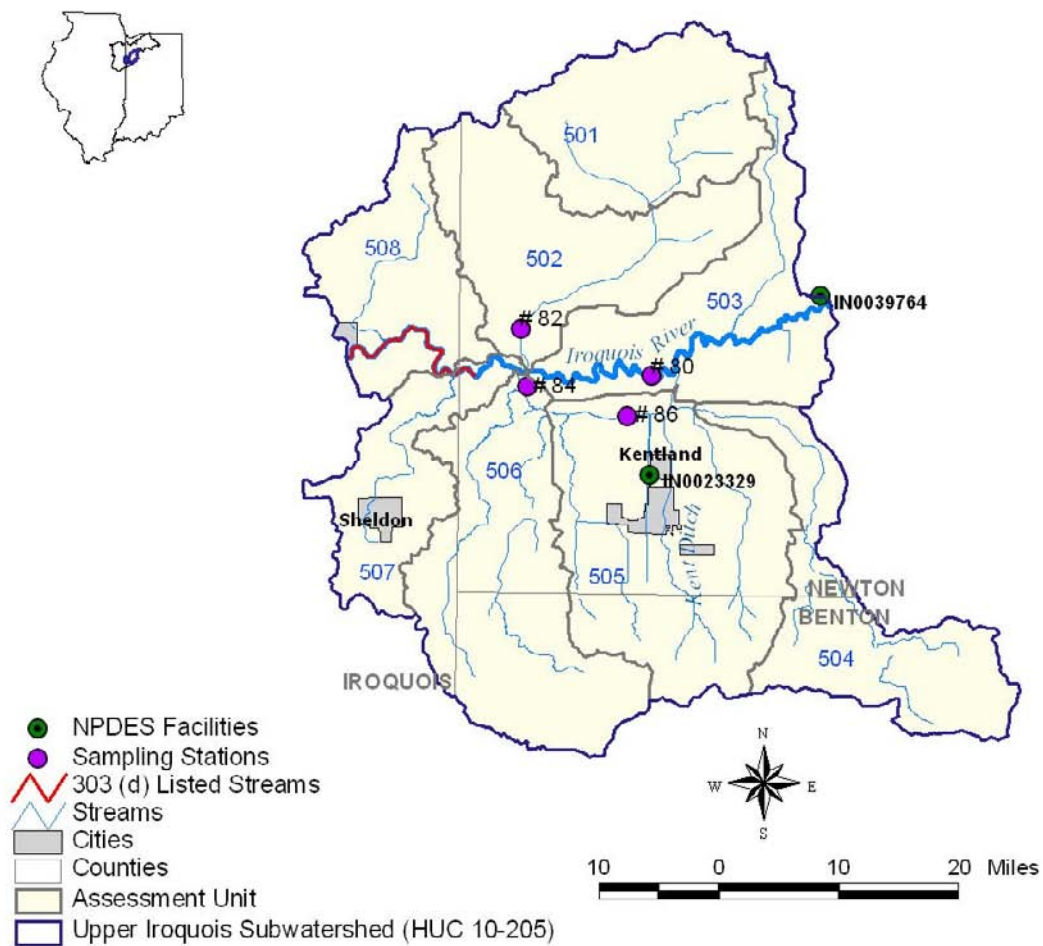 501
508
502
503
IN0039764
# 82
Iroquois River
# 80
# 84
# 86
Kentland
IN0023329
506
Sheldon
507
505
Kent Ditch
NEWTON
BENTON
504
IROQUOIS
NPDES Facilities
Sampling Stations
303 (d) Listed Streams
Streams
Cities
Counties
Assessment Unit
Upper Iroquois Subwatershed (HUC 10-205)
N
W E
S
10 0 10 20 Miles